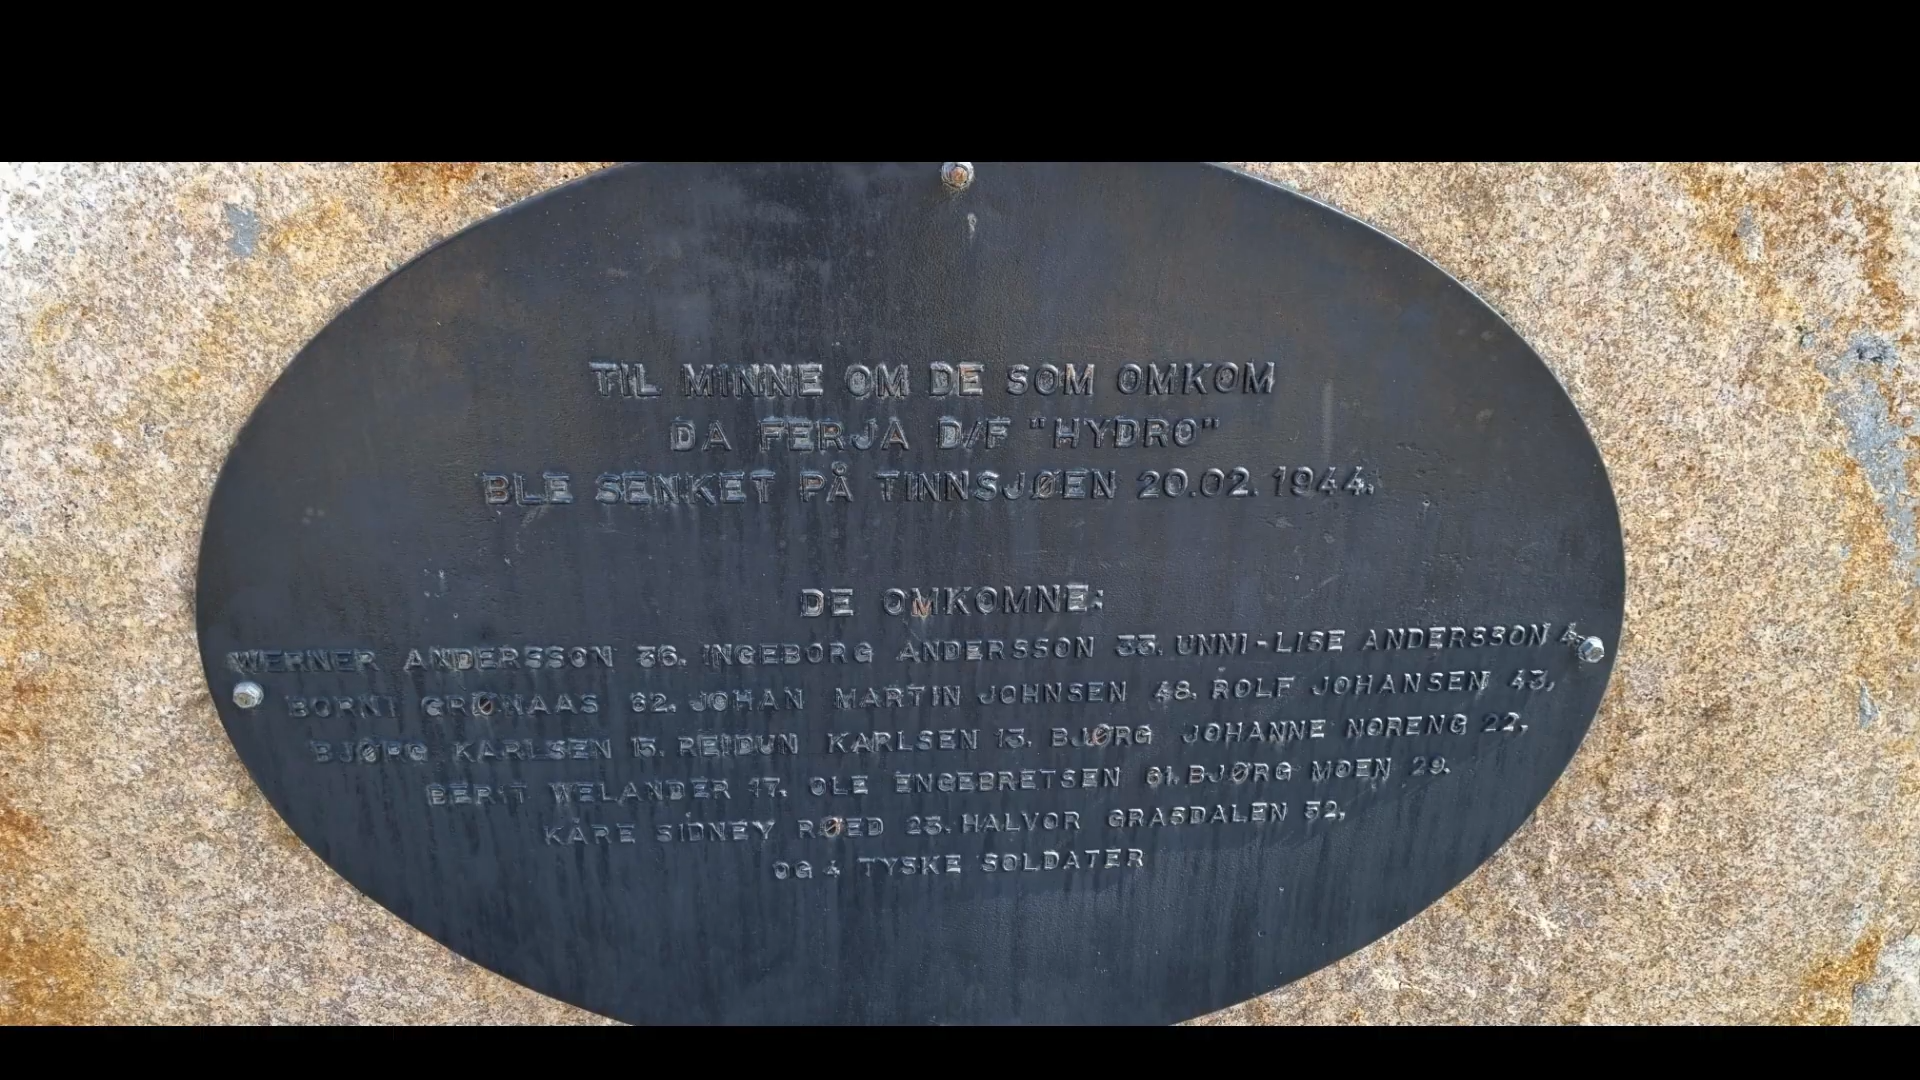 TIL MINNE OM DE SOM OMKOM
DA FERJA D/F "HYDRO"
BLE SENKET PÅ TINNSJØEN 20.02.1944.
DE OMKOMNE:
WERNER ANDERSSON 36. INGEBORG ANDERSSON 33. UNNI-LISE ANDERSSON 4.
GRØNAAS 62. JOHAN MARTIN JOHNSEN 48. ROLF JOHANSEN 43,
BJØRG KARLSEN 15. REIDUN KARLSEN 13. BJØRG JOHANNE NORENG 22,
BERIT WELANDER 17. OLE ENGEBRETSEN 61. BJØRG MOEN 29.
KÅRE SIDNEY RØED 23. HALVOR GRASDALEN 52,
OG 4 TYSKE SOLDATER